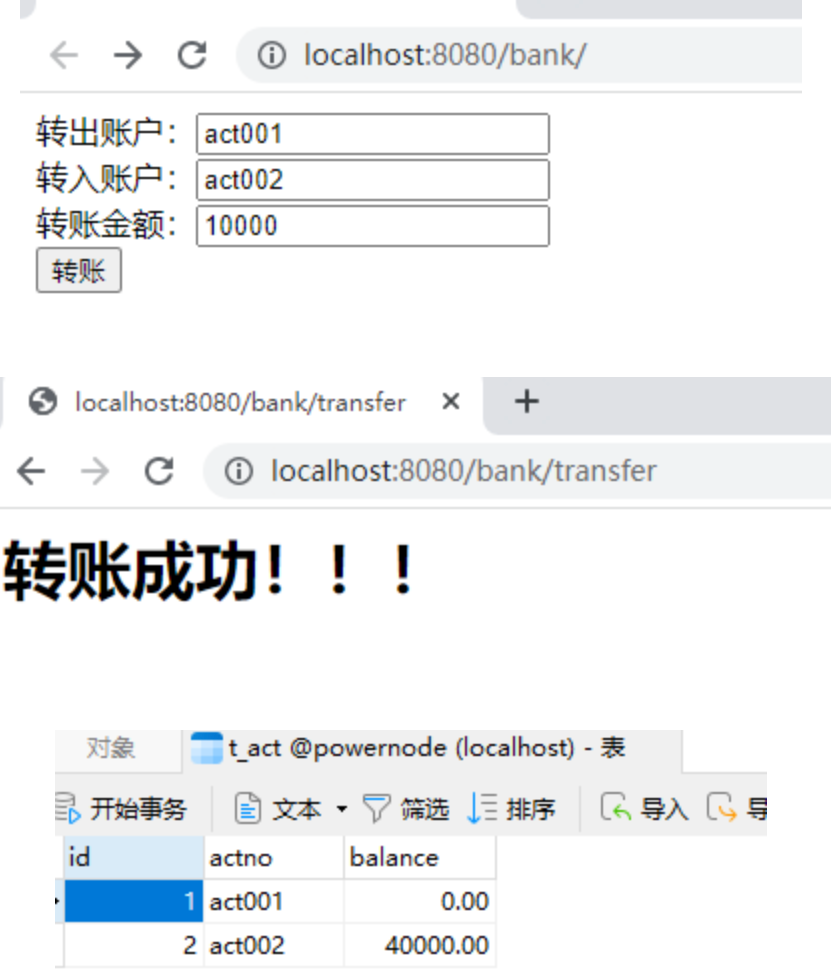 localhost:8080/bank/
转出账户： act001
转入账户： act002
转账金额： 10000
转账
localhost:8080/bank/transfer
localhost:8080/bank/transfer
转账成功！！！
对象 t_act @powernode (localhost) - 表
开始事务 文本 筛选 排序 导入 导
id actno balance
1 act001 0.00
2 act002 40000.00